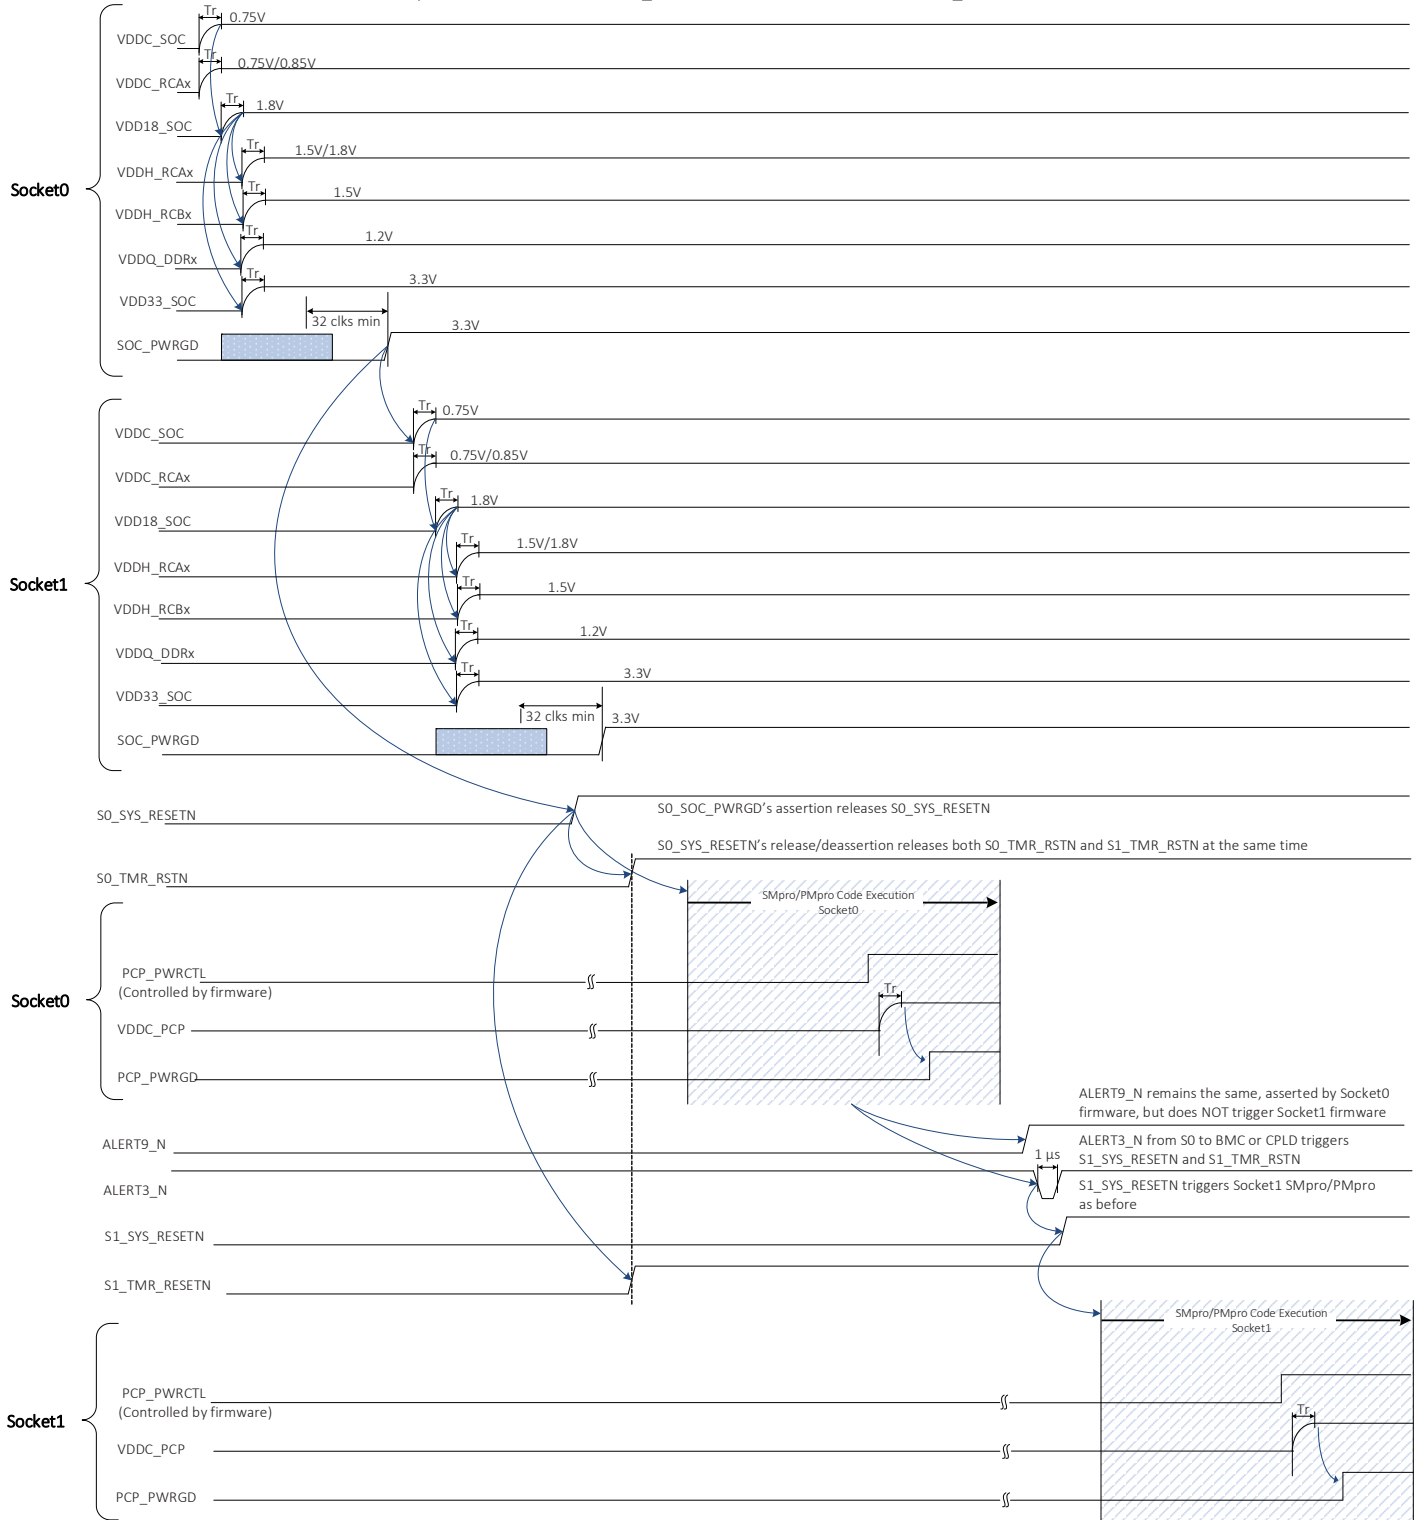 Tr
0.75V
VDDC_SOC
Tr
0.75V/0.85V
VDDC_RCAx
Tr
1.8V
VDD18_SOC
Tr
1.5V/1.8V
VDDH_RCAx
Tr
1.5V
Socket0
VDDH_RCBx
Tr
1.2V
VDDQ_DDRx
Tr
3.3V
VDD33_SOC
32 clks min
3.3V
SOC_PWRGD
Tr
0.75V
VDDC_SOC
Tr
0.75V/0.85V
VDDC_RCAx
Tr
1.8V
VDD18_SOC
Tr
1.5V/1.8V
VDDH_RCAx
Tr
1.5V
Socket1
VDDH_RCBx
Tr
1.2V
VDDQ_DDRx
Tr
3.3V
VDD33_SOC
32 clks min
3.3V
SOC_PWRGD
S0_SYS_RESETN
S0_SOC_PWRGD's assertion releases S0_SYS_RESETN
S0_SYS_RESETN's release/deassertion releases both S0_TMR_RSTN and S1_TMR_RSTN at the same time
S0_TMR_RSTN
SMpro/PMpro Code Execution
Socket0
Socket0
PCP_PWRCTL
(Controlled by firmware)
Tr
VDDC_PCP
PCP_PWRGD
ALERT9_N remains the same, asserted by Socket0
firmware, but does NOT trigger Socket1 firmware
ALERT9_N
ALERT3_N from S0 to BMC or CPLD triggers
S1_SYS_RESETN and S1_TMR_RSTN
1 µs
ALERT3_N
S1_SYS_RESETN triggers Socket1 SMpro/PMpro
as before
S1_SYS_RESETN
S1_TMR_RESETN
SMpro/PMpro Code Execution
Socket1
Socket1
PCP_PWRCTL
(Controlled by firmware)
Tr
VDDC_PCP
PCP_PWRGD